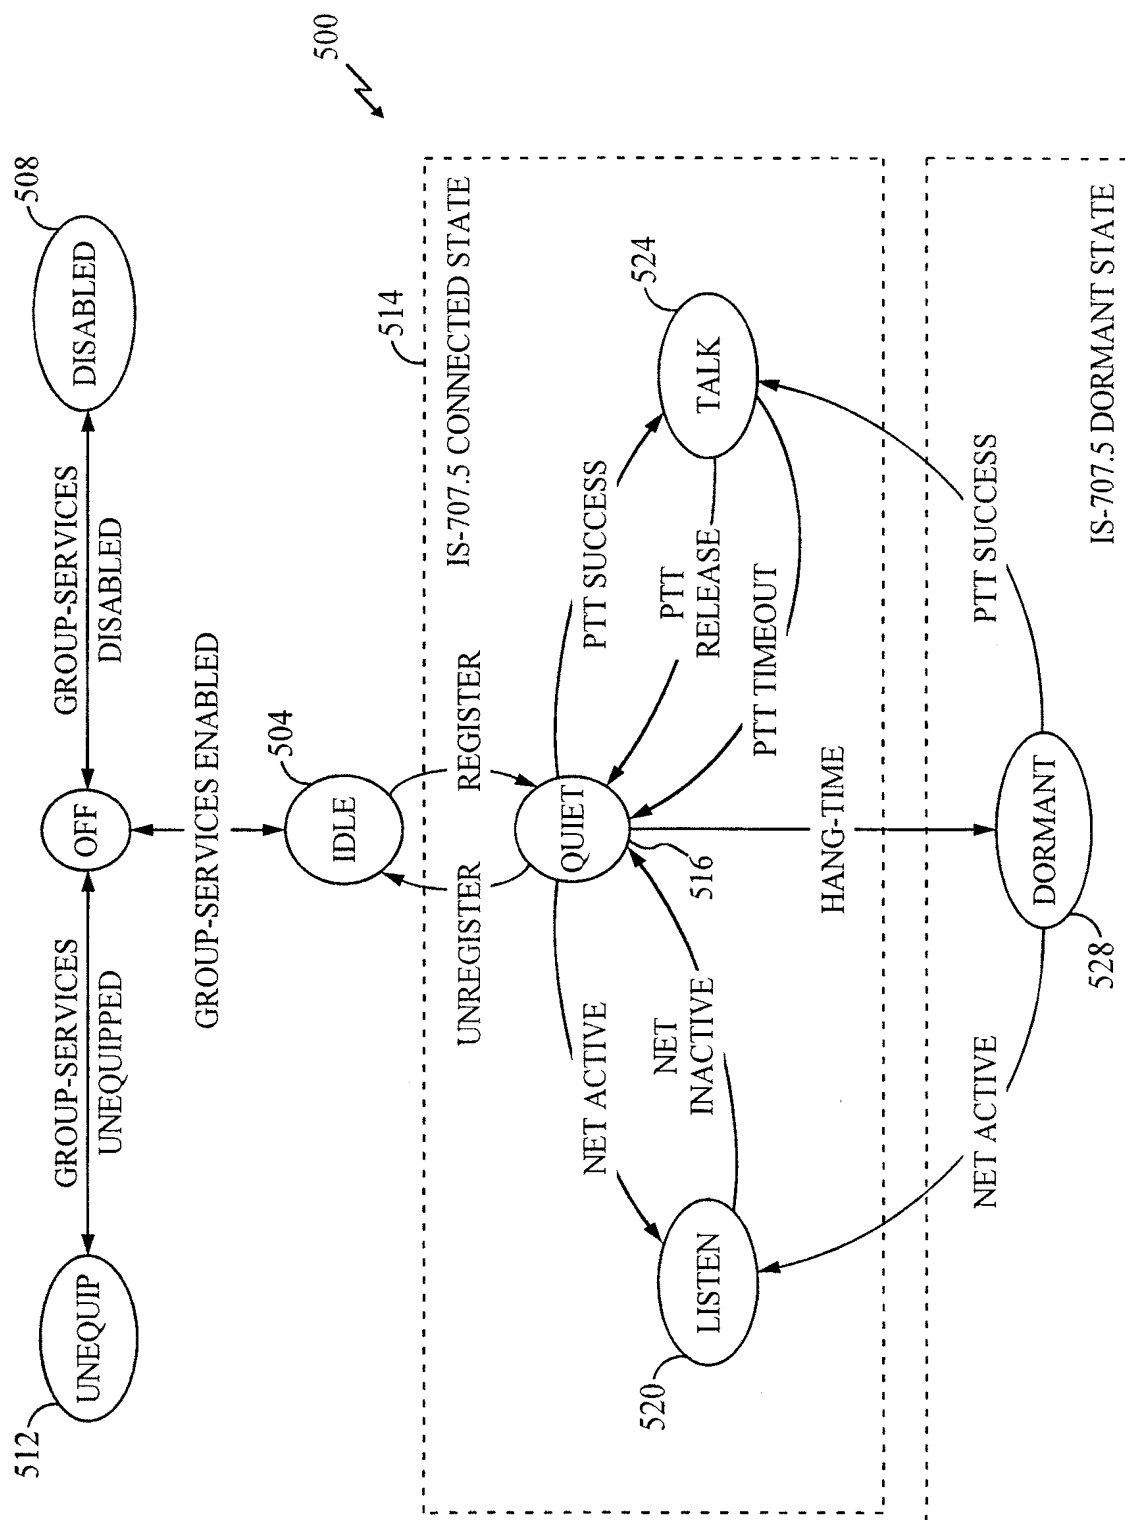 500
512
UNEQUIP
GROUP-SERVICES
UNEQUIPPED
OFF
GROUP-SERVICES
DISABLED
DISABLED
508
GROUP-SERVICES ENABLED
504
IDLE
514
UNREGISTER
REGISTER
IS-707.5 CONNECTED STATE
QUIET
516
NET ACTIVE
PTT SUCCESS
NET
INACTIVE
PTT
RELEASE
520
LISTEN
TALK
524
PTT TIMEOUT
HANG-TIME
NET ACTIVE
PTT SUCCESS
528
DORMANT
IS-707.5 DORMANT STATE